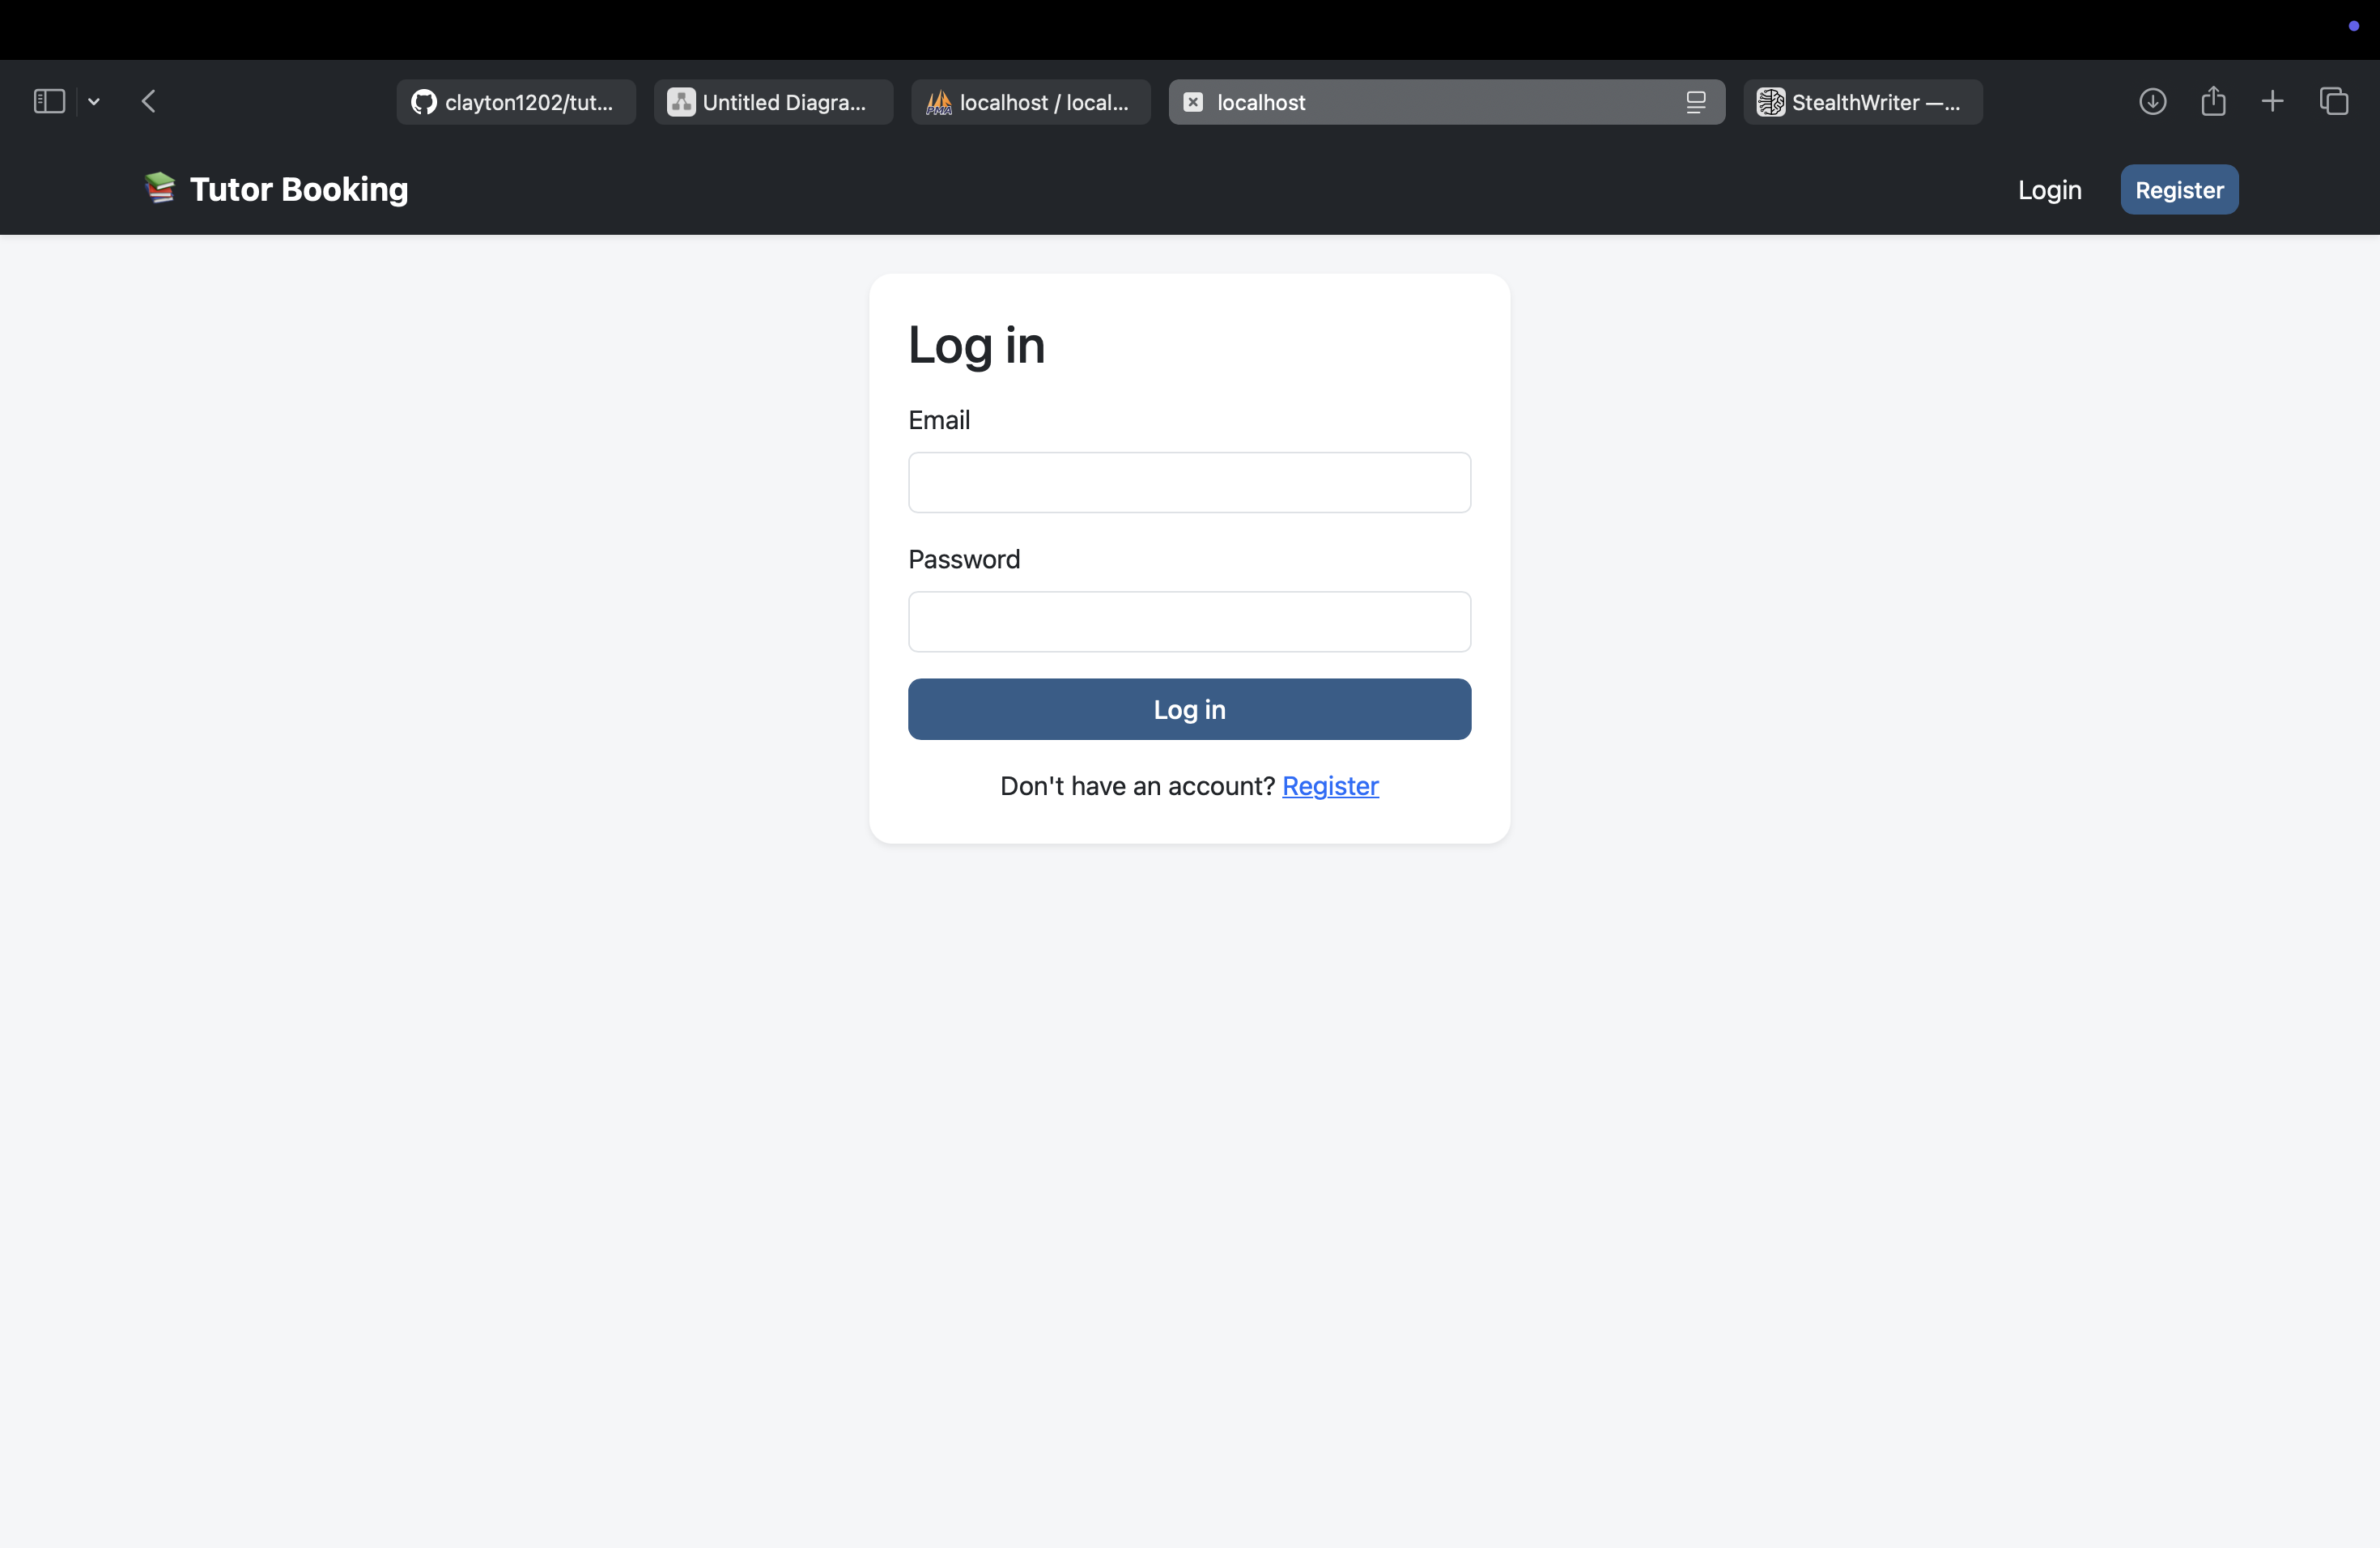 clayton1202/tut...
Untitled Diagra...
PMA
localhost / local...
localhost
StealthWriter —...
Tutor Booking
Login
Register
Log in
Email
Password
Log in
Don't have an account? Register